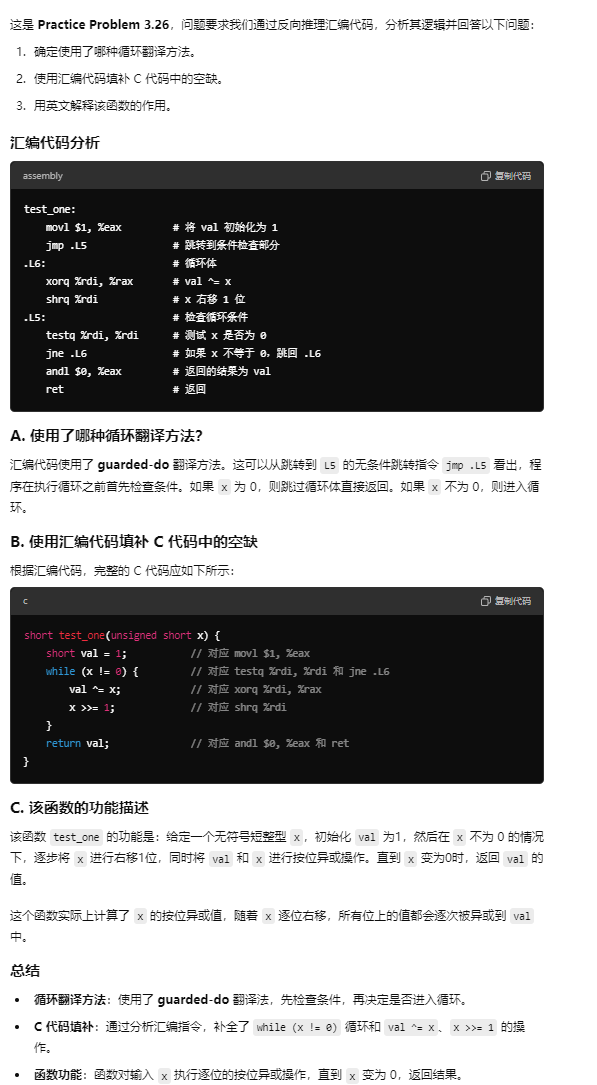 这是 Practice Problem 3.26，问题要求我们通过反向推理汇编代码，分析其逻辑并回答以下问题：
1. 确定使用了哪种循环翻译方法。
2. 使用汇编代码填补 C 代码中的空缺。
3. 用英文解释该函数的作用。
汇编代码分析
assembly 复制代码
test_one:
    movl $1, %eax        # 将 val 初始化为 1
    jmp .L5              # 跳转到条件检查部分
.L6:                     # 循环体
    xorq %rdi, %rax      # val ^= x
    shrq %rdi            # x 右移 1 位
.L5:                     # 检查循环条件
    testq %rdi, %rdi     # 测试 x 是否为 0
    jne .L6              # 如果 x 不等于 0，跳回 .L6
    andl $0, %eax        # 返回的结果为 val
    ret                  # 返回
A. 使用了哪种循环翻译方法？
汇编代码使用了 guarded-do 翻译方法。这可以从跳转到 L5 的无条件跳转指令 jmp .L5 看出，程
序在执行循环之前首先检查条件。如果 x 为 0，则跳过循环体直接返回。如果 x 不为 0，则进入循
环。
B. 使用汇编代码填补 C 代码中的空缺
根据汇编代码，完整的 C 代码应如下所示：
c 复制代码
short test_one(unsigned short x) {
    short val = 1;          // 对应 movl $1, %eax
    while (x != 0) {        // 对应 testq %rdi, %rdi 和 jne .L6
        val ^= x;           // 对应 xorq %rdi, %rax
        x >>= 1;            // 对应 shrq %rdi
    }
    return val;             // 对应 andl $0, %eax 和 ret
}
C. 该函数的功能描述
该函数 test_one 的功能是：给定一个无符号短整型 x，初始化 val 为1，然后在 x 不为 0 的情况
下，逐步将 x 进行右移1位，同时将 val 和 x 进行按位异或操作。直到 x 变为0时，返回 val 的
值。
这个函数实际上计算了 x 的按位异或值，随着 x 逐位右移，所有位上的值都会逐次被异或到 val
中。
总结
• 循环翻译方法：使用了 guarded-do 翻译法，先检查条件，再决定是否进入循环。
• C 代码填补：通过分析汇编指令，补全了 while (x != 0) 循环和 val ^= x、x >>= 1 的操
作。
• 函数功能：函数对输入 x 执行逐位的按位异或操作，直到 x 变为 0，返回结果。